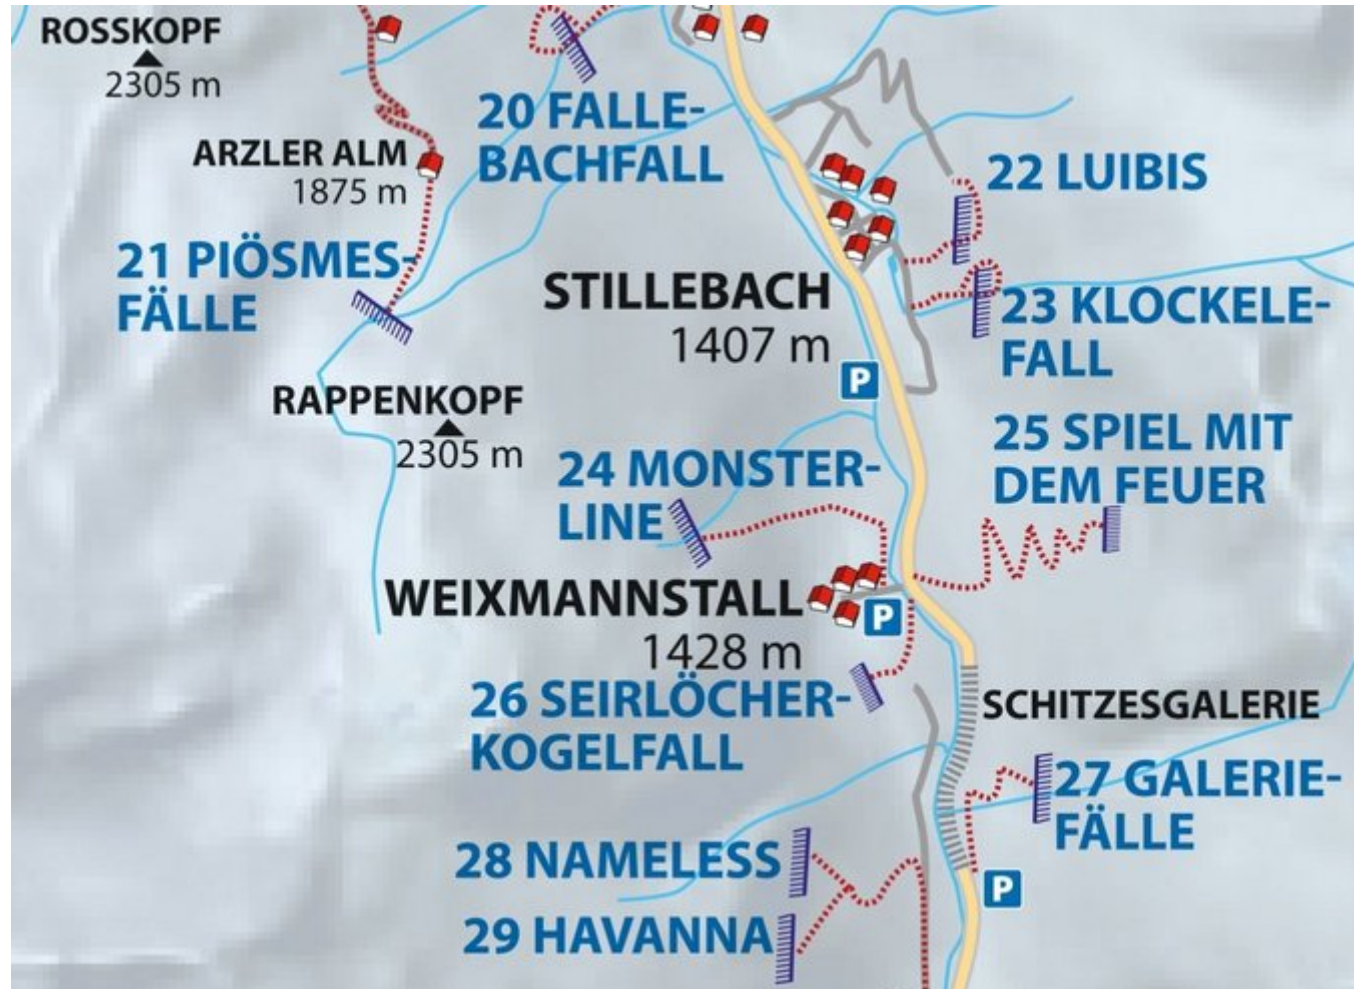 ROSSKOPF
2305 m
20 FALLE-
BACHFALL
ARZLER ALM
1875 m
22 LUIBIS
21 PIÖSMES-
FÄLLE
STILLEBACH
1407 m
23 KLOCKELE-
FALL
P
RAPPENKOPF
2305 m
25 SPIEL MIT
DEM FEUER
24 MONSTER-
LINE
WEIXMANNSTALL
1428 m
P
26 SEIRLÖCHER-
KOGELFALL
SCHITZESGALERIE
27 GALERIE-
FÄLLE
28 NAMELESS
P
29 HAVANNA